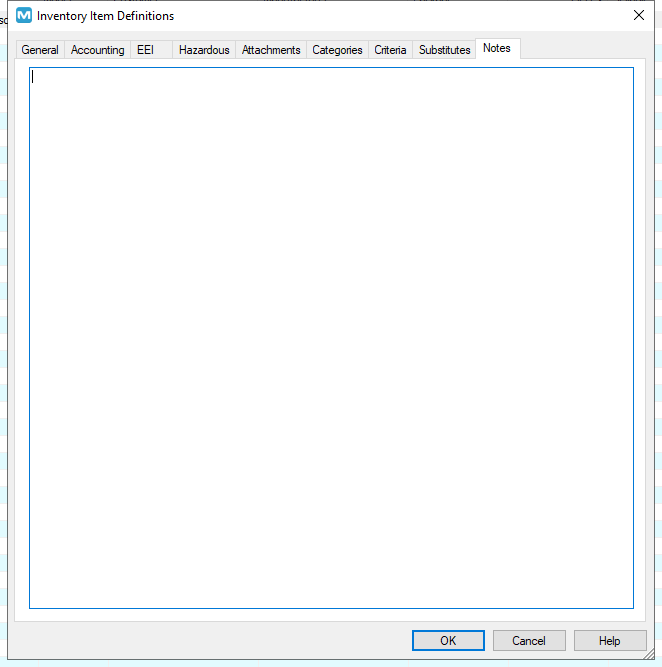 Inventory Item Definitions
General Accounting EEI Hazardous Attachments Categories Criteria Substitutes Notes
OK Cancel Help